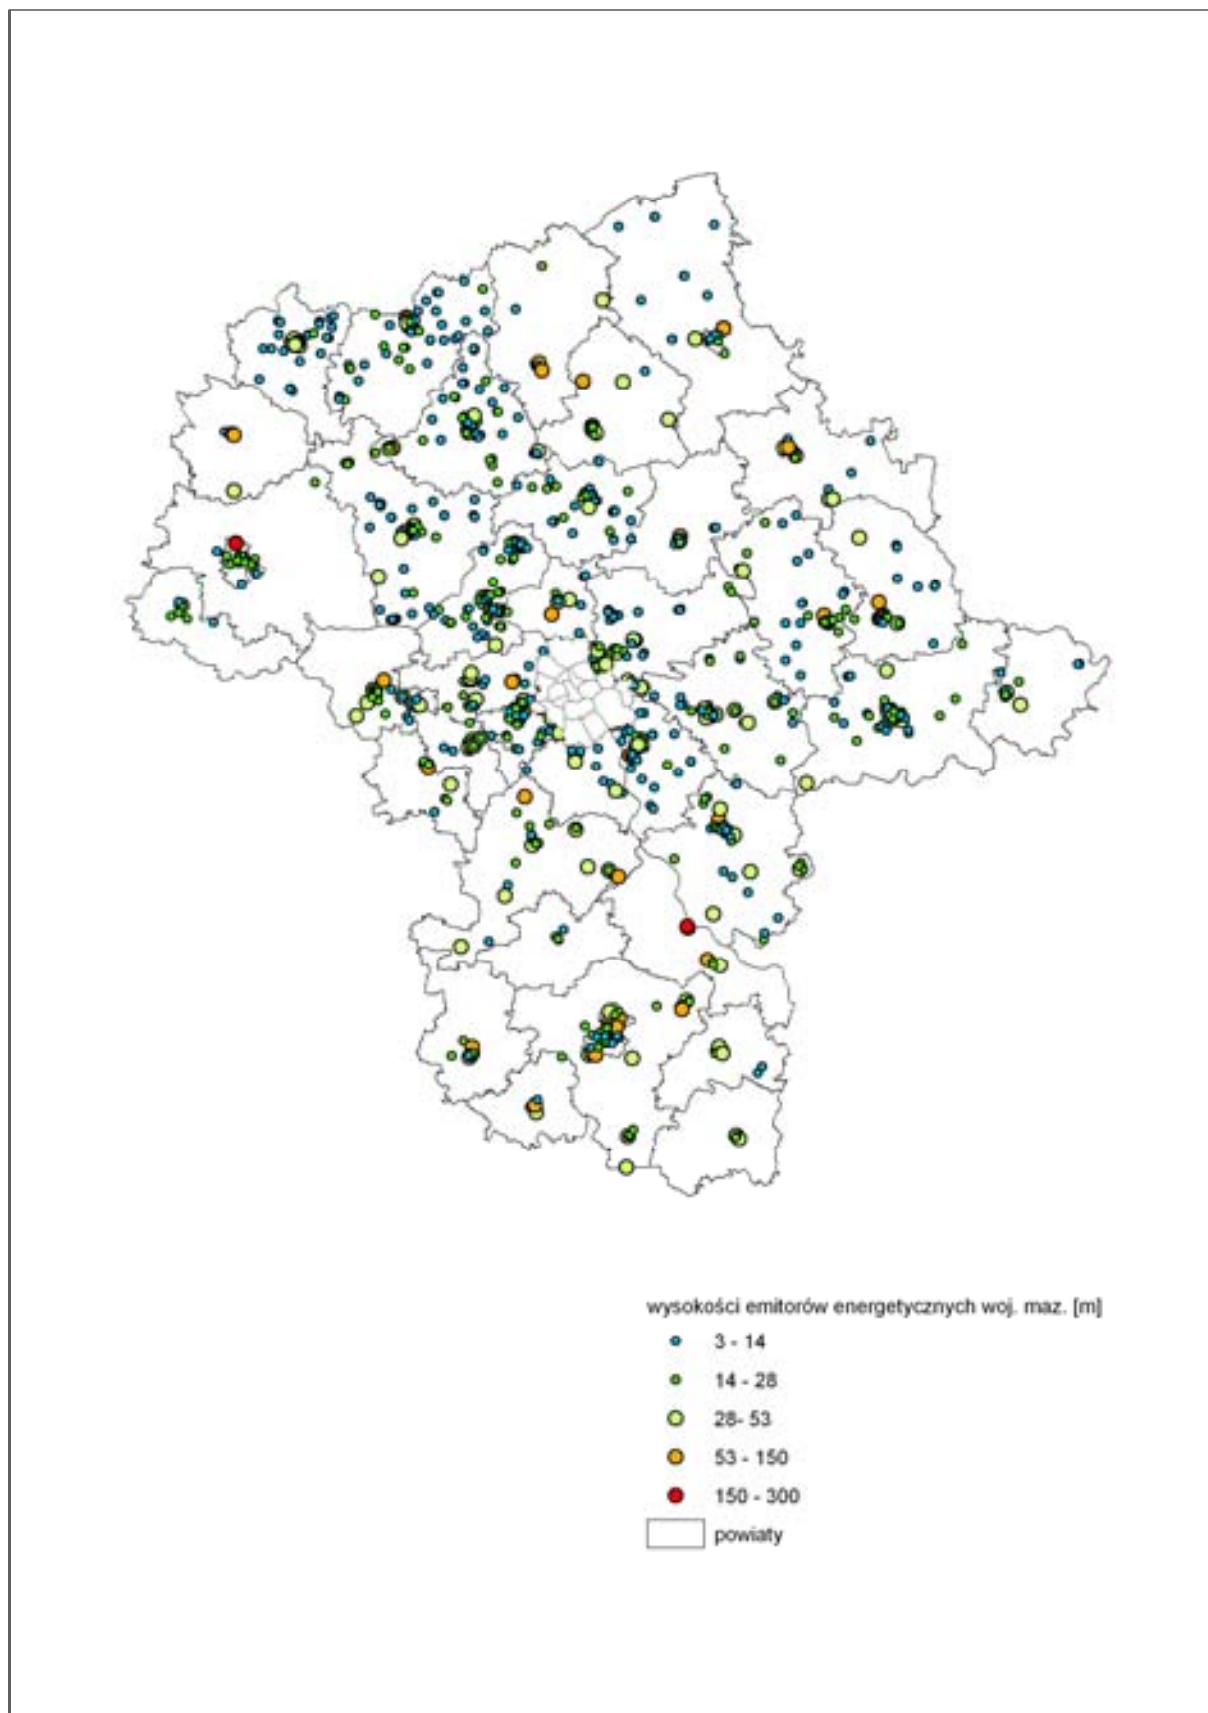 wysokości emitorów energetycznych woj. maz. [m]
3 - 14
14 - 28
28- 53
53 - 150
150 - 300
powiaty